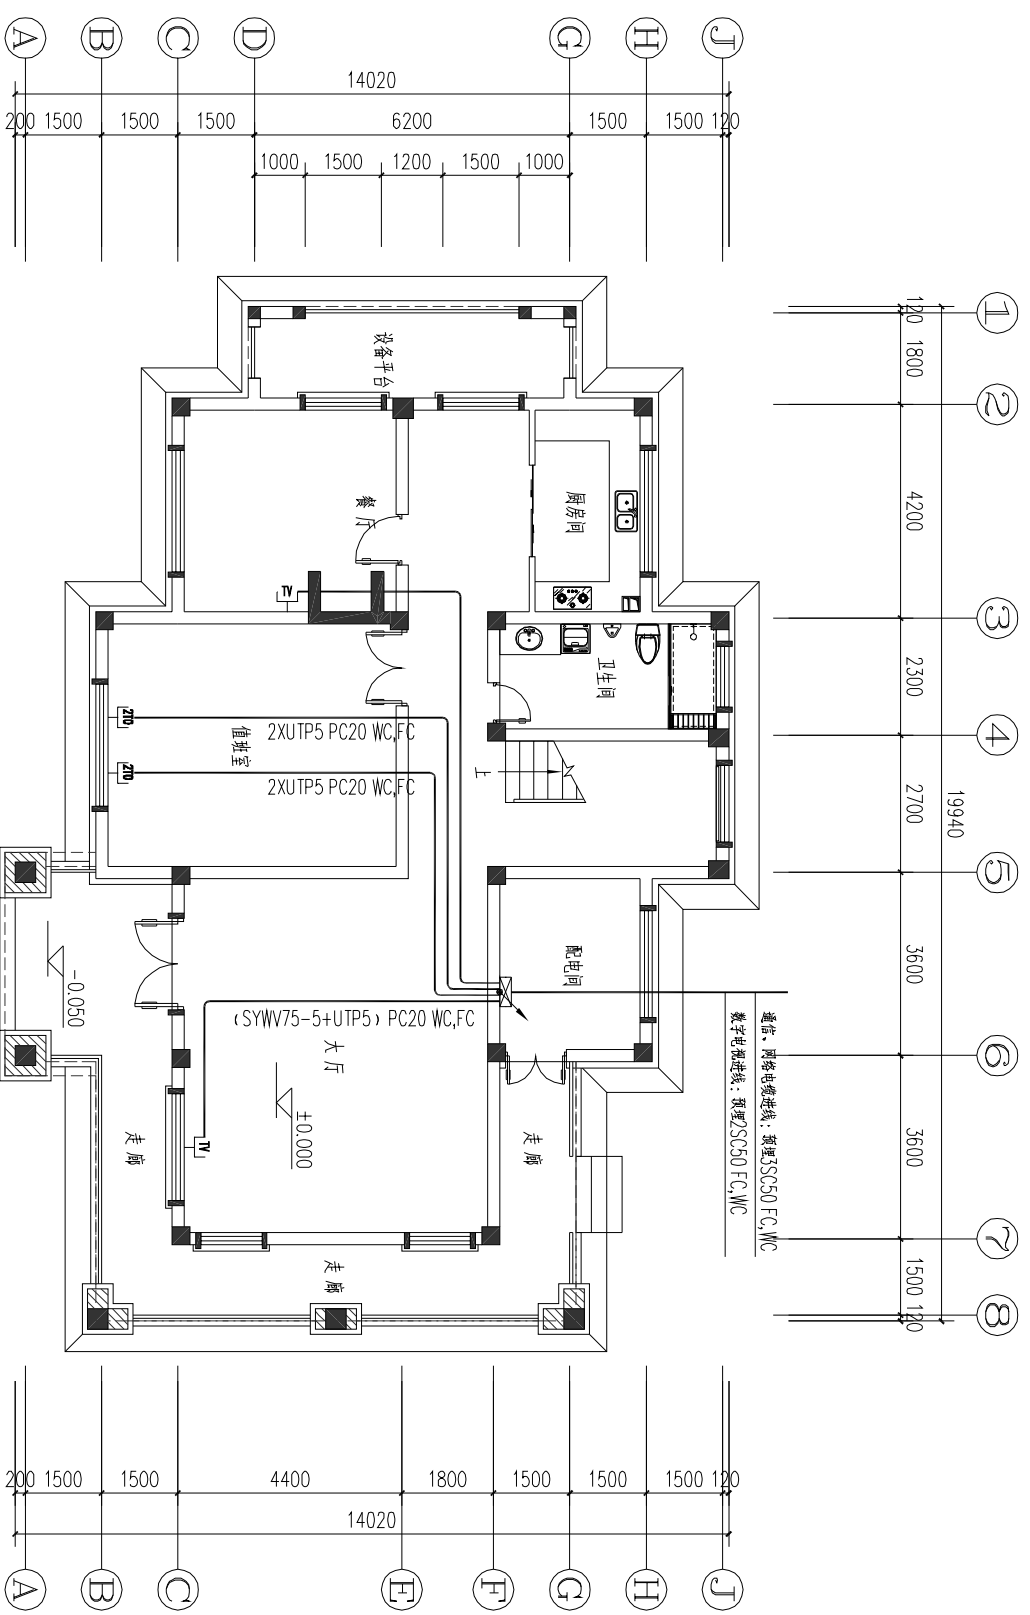 A B C D G H J
14020
200 1500 1500 1500 6200 1500 1500 120
1000 1500 1200 1500 1000
1
120
1800
2
4200
3
2300
4
2700
19940
5
3600
6
3600
7
1500
120
8
设备平台
餐厅
厨房间
TV
卫生间
2TO
2XUTP5 PC20 WC,FC
值班室
上
2TO
2XUTP5 PC20 WC,FC
配电间
-0.050
(SYWV75-5+UTP5) PC20 WC,FC
通信、网络电缆进线:预埋3SC50 FC,WC
数字电视进线:预埋2SC50 FC,WC
大厅
±0.000
TV
走廊
走廊
走廊
200 1500 1500 4400 1800 1500 1500 1500 120
14020
A B C E F G H J